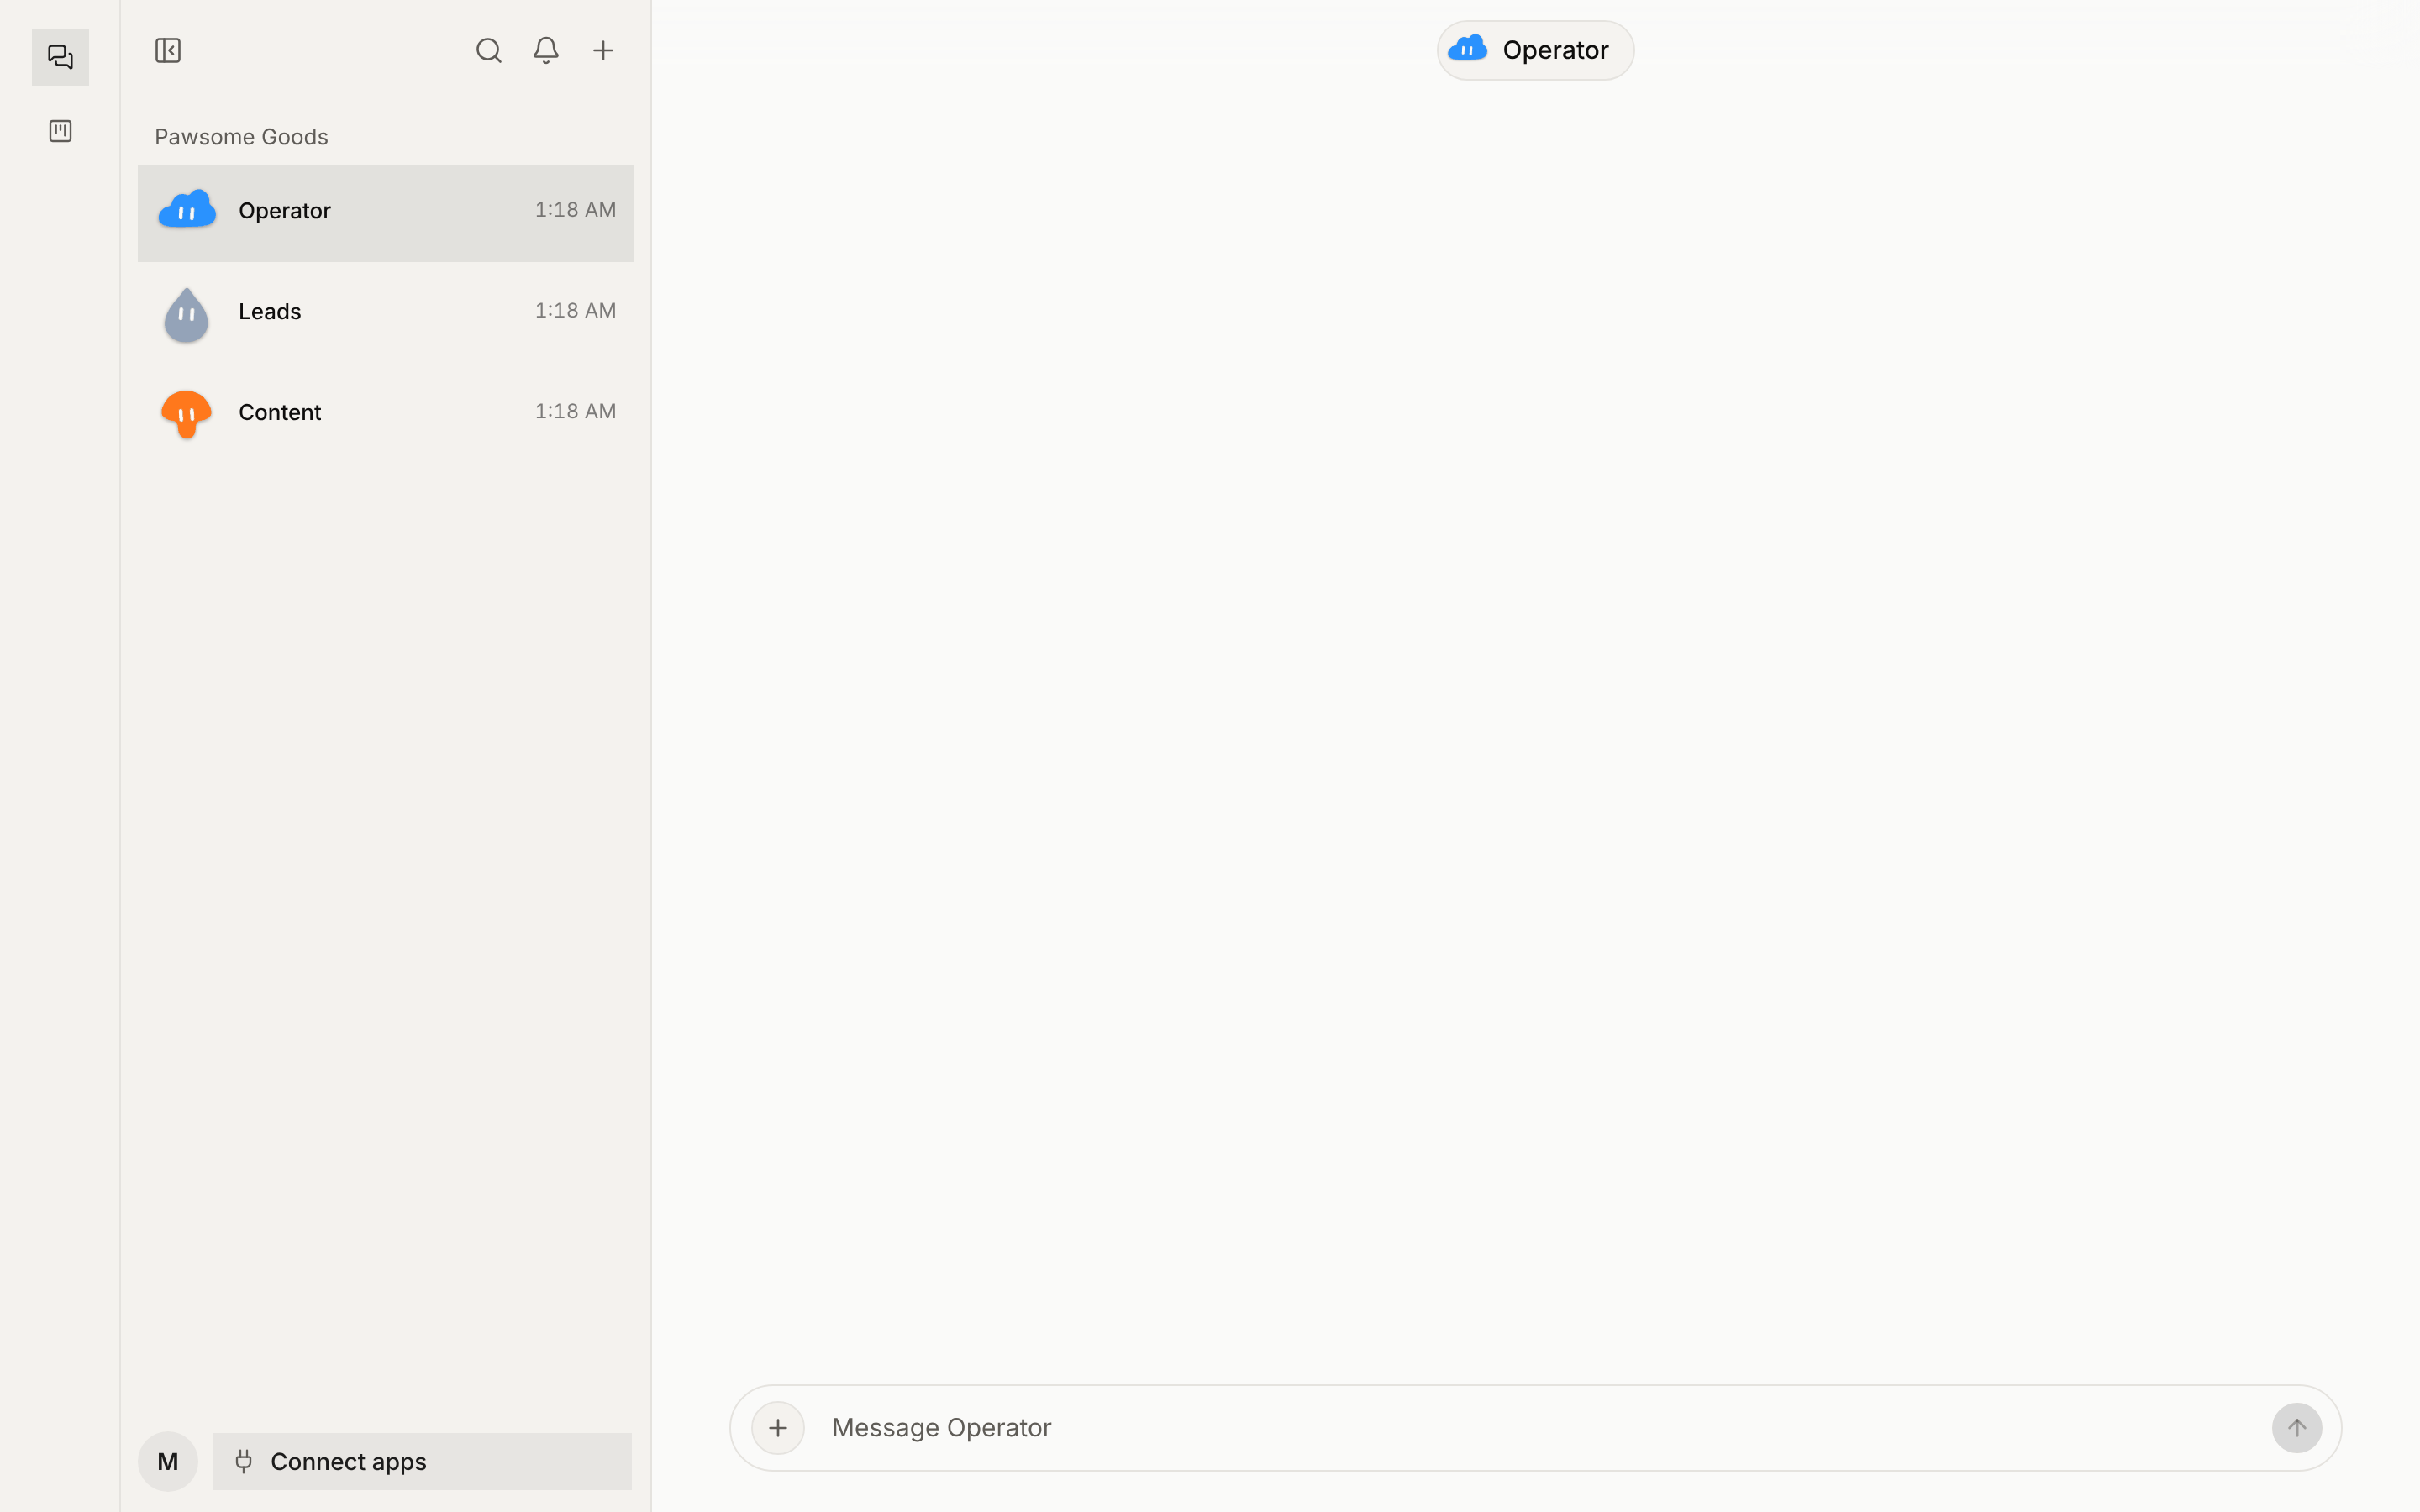 Operator
Pawsome Goods
Operator 1:18 AM
Leads 1:18 AM
Content 1:18 AM
Message Operator
M Connect apps